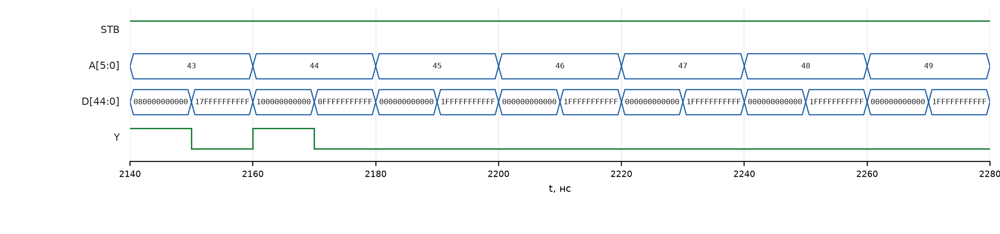 STB
A[5:0] 43 44 45 46 47 48 49
D[44:0] 080000000000 17FFFFFFFFFF 100000000000 0FFFFFFFFFFF 000000000000 1FFFFFFFFFFF 000000000000 1FFFFFFFFFFF 000000000000 1FFFFFFFFFFF 000000000000 1FFFFFFFFFFF 000000000000 1FFFFFFFFFFF
Y
2140 2160 2180 2200 2220 2240 2260 2280
t, нс